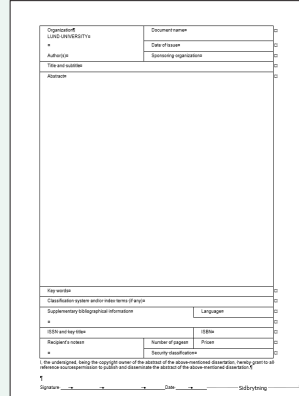 Organization¶
Document name¤
LUND UNIVERSITY¤
¤
Date of issue¤
Author(s)¤
Sponsoring organization¤
Title and subtitle¤
Abstract¤
Key words¤
Classification system and/or index terms (if any)¤
Supplementary bibliographical information¤
Language¤
¤
ISSN and key title¤
ISBN¤
Recipient's notes¤
Number of pages¤
Price¤
¤
Security classification¤
I, the undersigned, being the copyright owner of the abstract of the above-mentioned dissertation, hereby grant to all
reference sourcespermission to publish and disseminate the abstract of the above-mentioned dissertation.¶
¶
Signature Date Sidbrytning